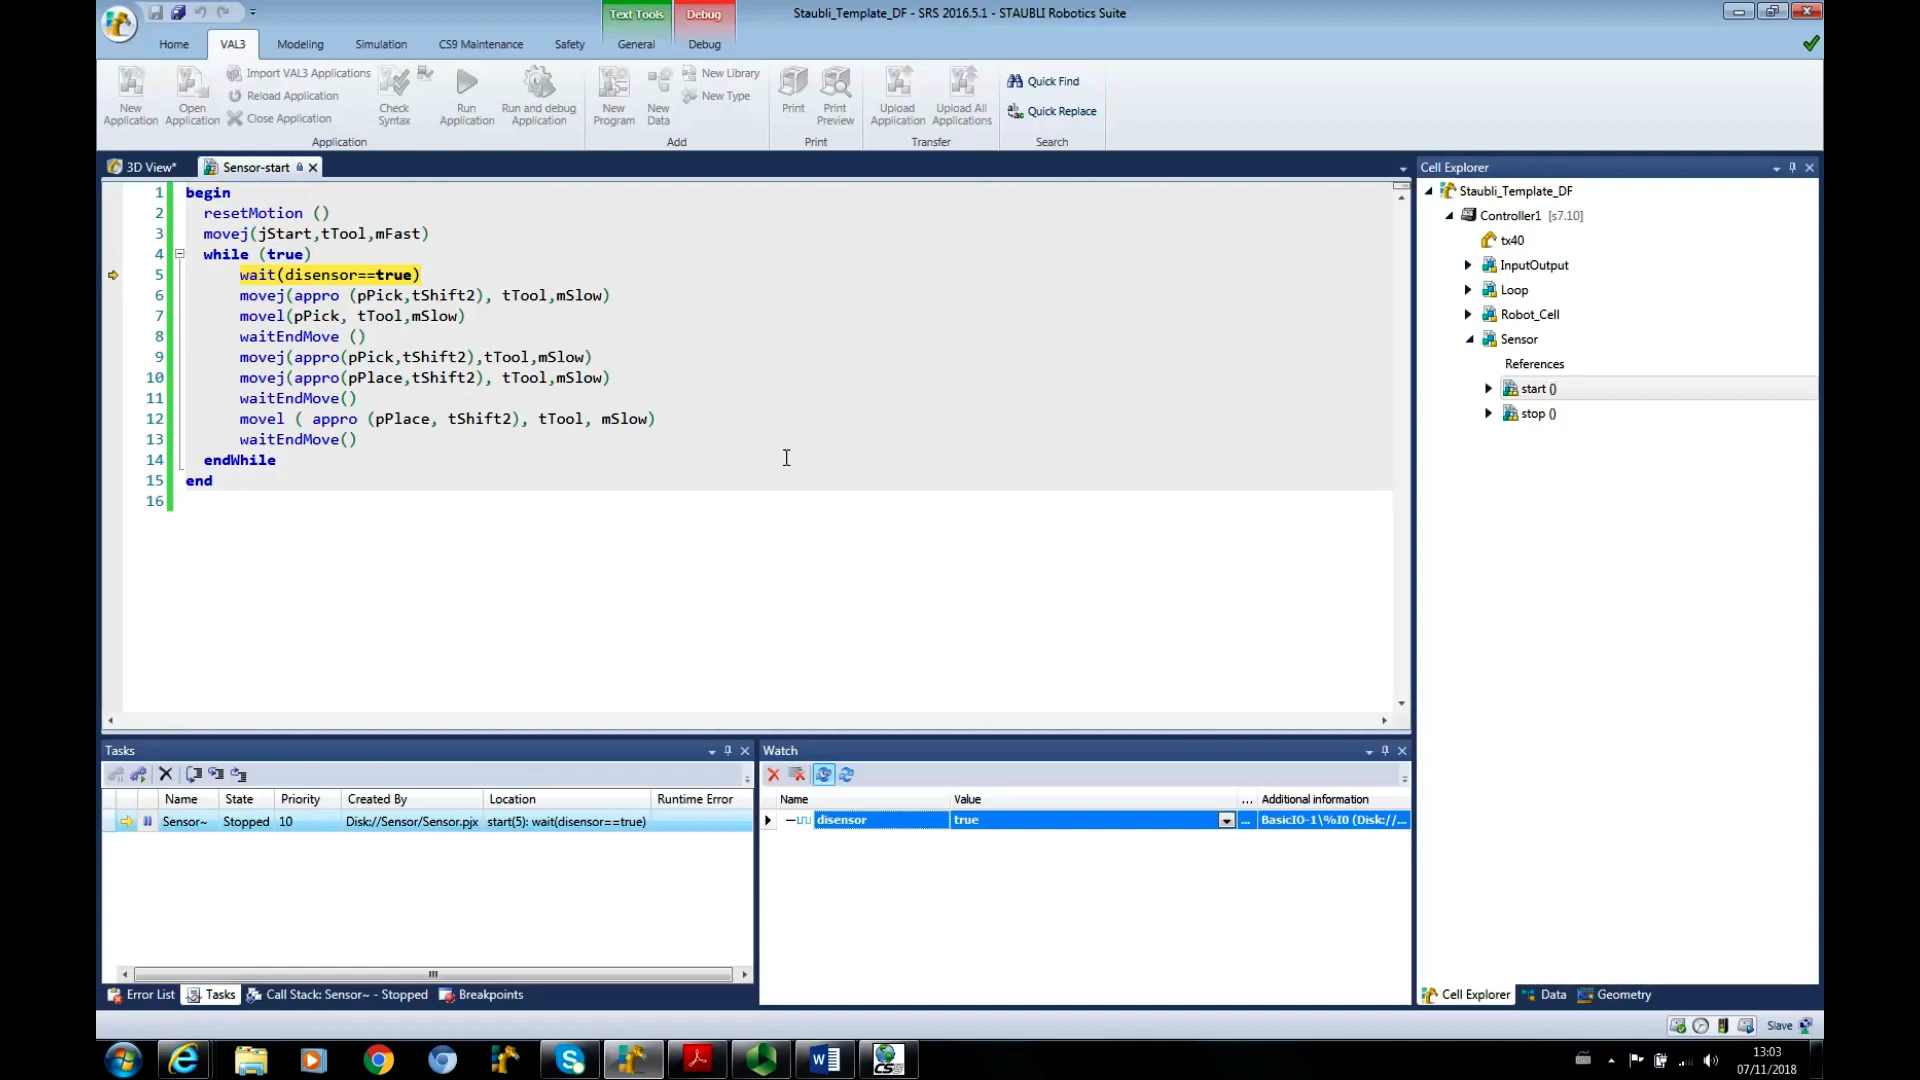 Staubli_Template_DF - SRS 2016.5.1 - STAUBLI Robotics Suite
Text Tools
Debug
Home
VAL3
Modeling
Simulation
CS9 Maintenance
Safety
General
Debug
New Application
Open Application
Import VAL3 Applications
Reload Application
Close Application
Check Syntax
Run Application
Run and debug Application
Application
New Program
New Data
New Library
New Type
Add
Print
Print Preview
Print
Upload Application
Upload All Applications
Transfer
Quick Find
Quick Replace
Search
3D View*
Sensor-start
1 begin
2 resetMotion ()
3 movej(jStart,tTool,mFast)
4 while (true)
5 wait(disensor==true)
6 movej(appro (pPick,tShift2), tTool,mSlow)
7 movel(pPick, tTool,mSlow)
8 waitEndMove ()
9 movej(appro(pPick,tShift2),tTool,mSlow)
10 movej(appro(pPlace,tShift2), tTool,mSlow)
11 waitEndMove()
12 movel ( appro (pPlace, tShift2), tTool, mSlow)
13 waitEndMove()
14 endWhile
15 end
16
Cell Explorer
Staubli_Template_DF
Controller1 [s7.10]
tx40
InputOutput
Loop
Robot_Cell
Sensor
References
start ()
stop ()
Tasks
Name State Priority Created By Location Runtime Error
Sensor~ Stopped 10 Disk://Sensor/Sensor.pjx start(5): wait(disensor==true)
Error List
Tasks
Call Stack: Sensor~ - Stopped
Breakpoints
Watch
Name Value ... Additional information
disensor true ... BasicIO-1\%I0 (Disk://...
Cell Explorer
Data
Geometry
Slave
CS9
13:03
07/11/2018